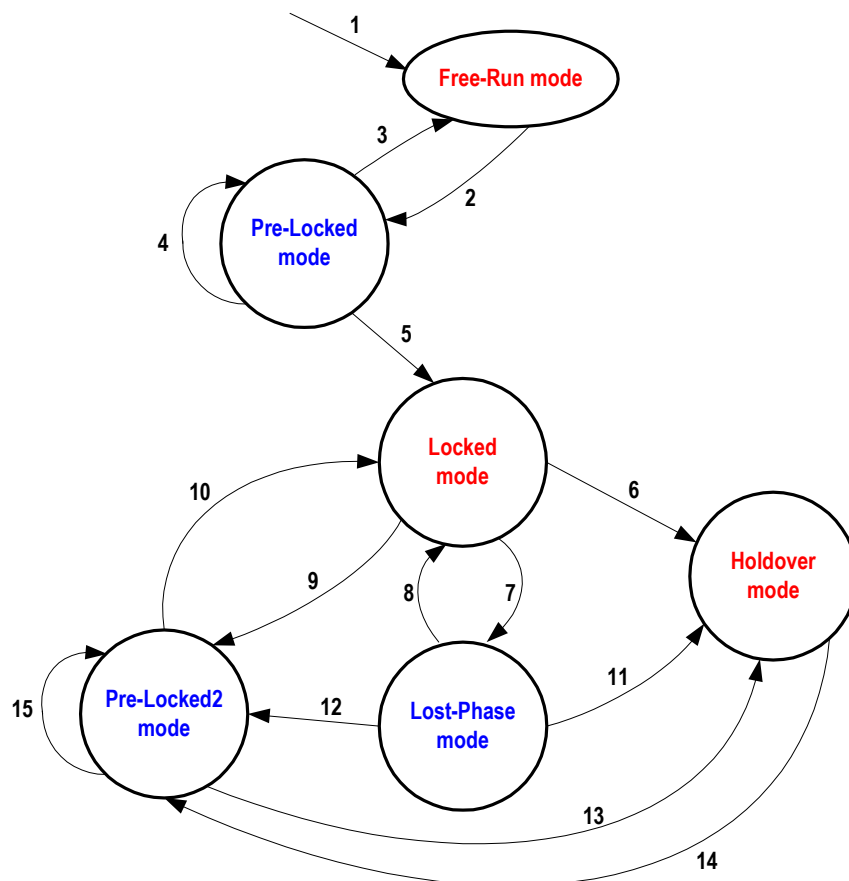 1
Free-Run mode
3
2
Pre-Locked
mode
4
5
Locked
mode
10
6
Holdover
mode
9
8
7
Pre-Locked2
mode
15
12
Lost-Phase
mode
11
13
14